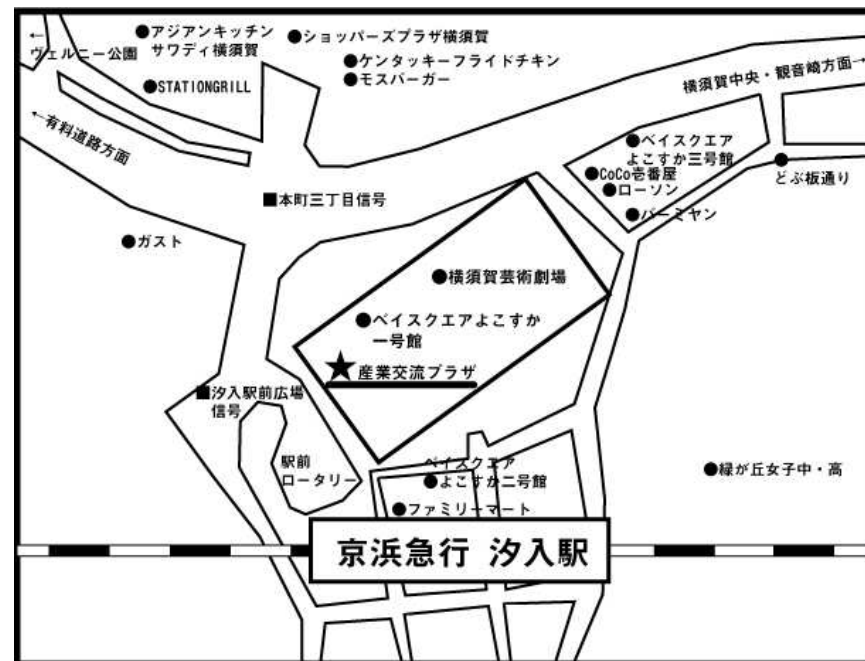 ←
ヴェルニー公園
●アジアンキッチン
サワディ横須賀
●ショッパーズプラザ横須賀
●ケンタッキーフライドチキン
●モスバーガー
●STATIONGRILL
横須賀中央・観音崎方面→
←有料道路方面
●ベイスクエア
よこすか三号館
●CoCo壱番屋
●ローソン
●バーミヤン
どぶ板通り
■本町三丁目信号
●ガスト
●横須賀芸術劇場
●ベイスクエアよこすか
一号館
★産業交流プラザ
■汐入駅前広場
信号
駅前
ロータリー
ベイスクエア
●よこすか二号館
●ファミリーマート
●緑が丘女子中・高
京浜急行 汐入駅